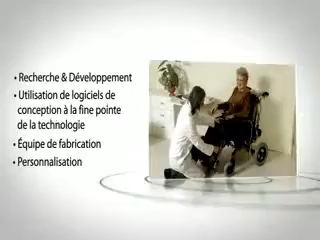 • Recherche & Développement
• Utilisation de logiciels de
conception à la fine pointe
de la technologie
• Équipe de fabrication
• Personnalisation